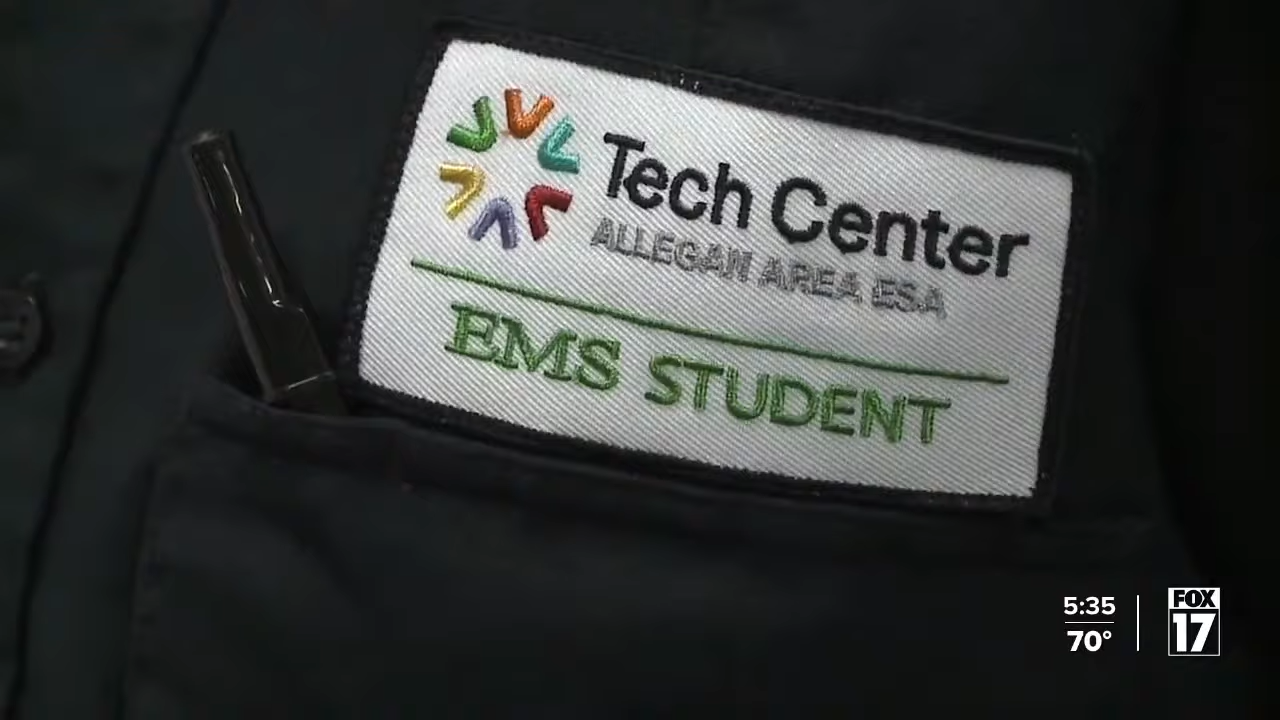 Tech Center
ALLEGAN AREA ESA
EMS STUDENT
5:35
70°
FOX
17